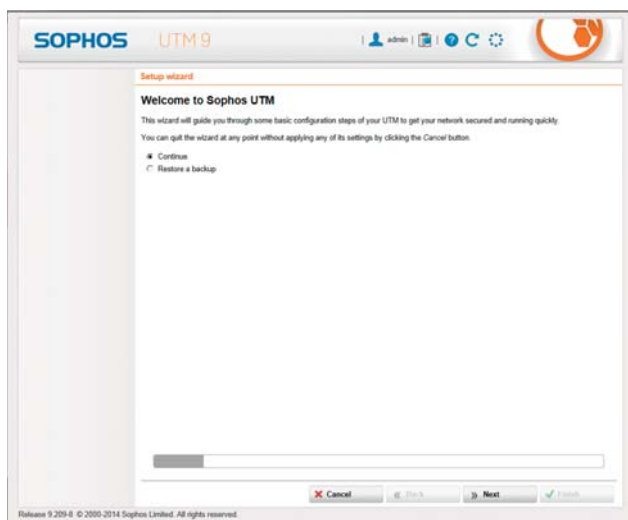 SOPHOS UTM 9 | admin | | ?
Setup wizard
Welcome to Sophos UTM
This wizard will guide you through some basic configuration steps of your UTM to get your network secured and running quickly.
You can quit the wizard at any point without applying any of its settings by clicking the Cancel button.
Continue
Restore a backup
Cancel Back Next Finish
Release 9.209-8 © 2000-2014 Sophos Limited. All rights reserved.